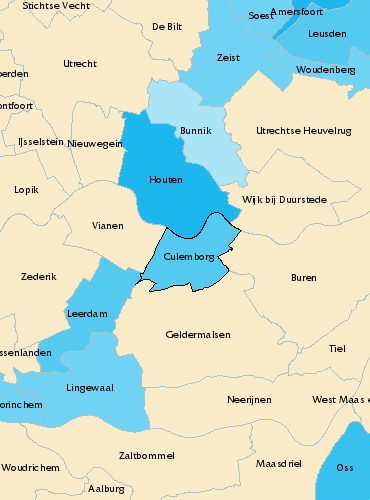 Stichtse Vecht
Amersfoort
Soest
De Bilt
Leusden
Zeist
Utrecht
Woudenberg
oerden
ontfoort
Bunnik
Utrechtse Heuvelrug
IJsselstein
Nieuwegein
Houten
Lopik
Wijk bij Duurstede
Vianen
Culemborg
Zederik
Buren
Leerdam
Geldermalsen
Tiel
ssenlanden
Lingewaal
Neerijnen
West Maas e
orinchem
Zaltbommel
Maasdriel
Woudrichem
Oss
Aalburg